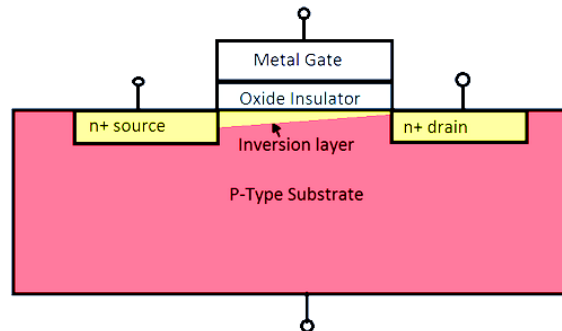 Metal Gate
Oxide Insulator
n+ source
n+ drain
Inversion layer
P-Type Substrate